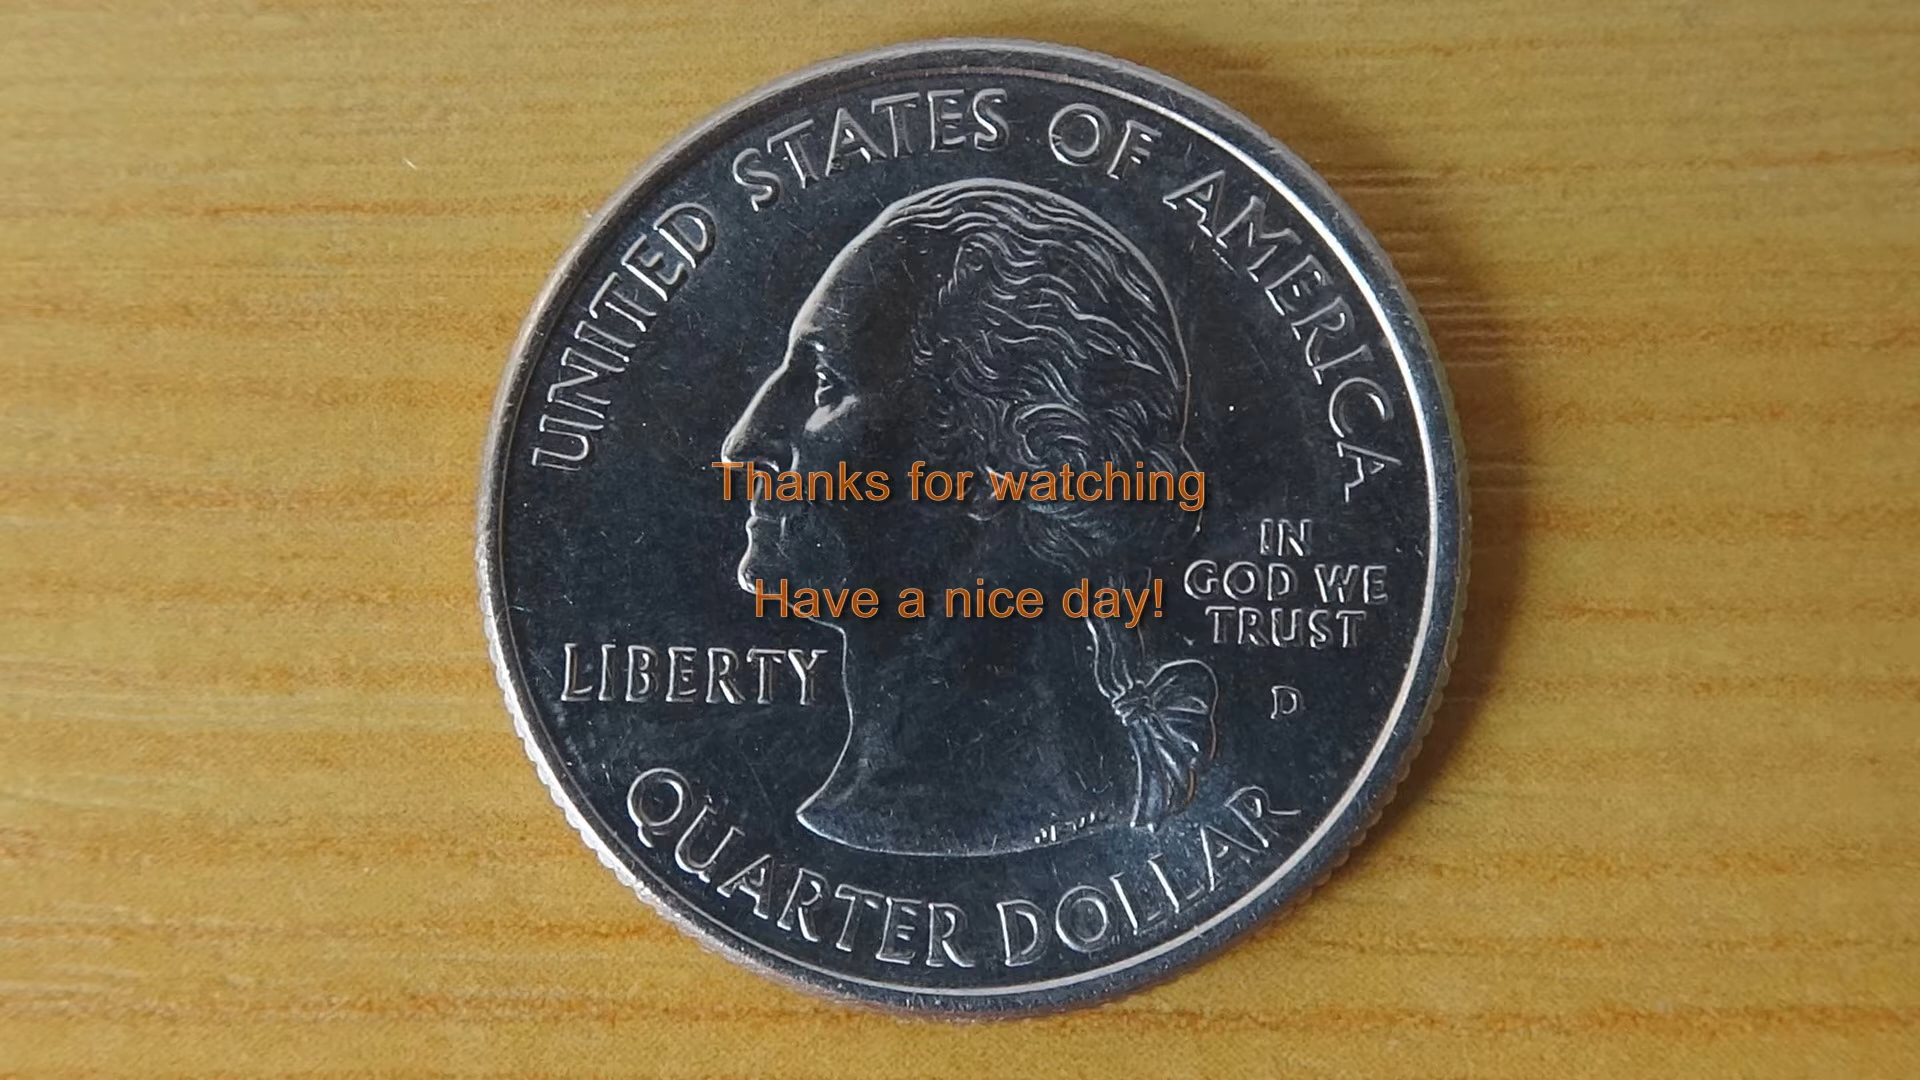 UNITED STATES OF AMERICA
Thanks for watching
IN
GOD WE
TRUST
Have a nice day!
LIBERTY
D
QUARTER DOLLAR